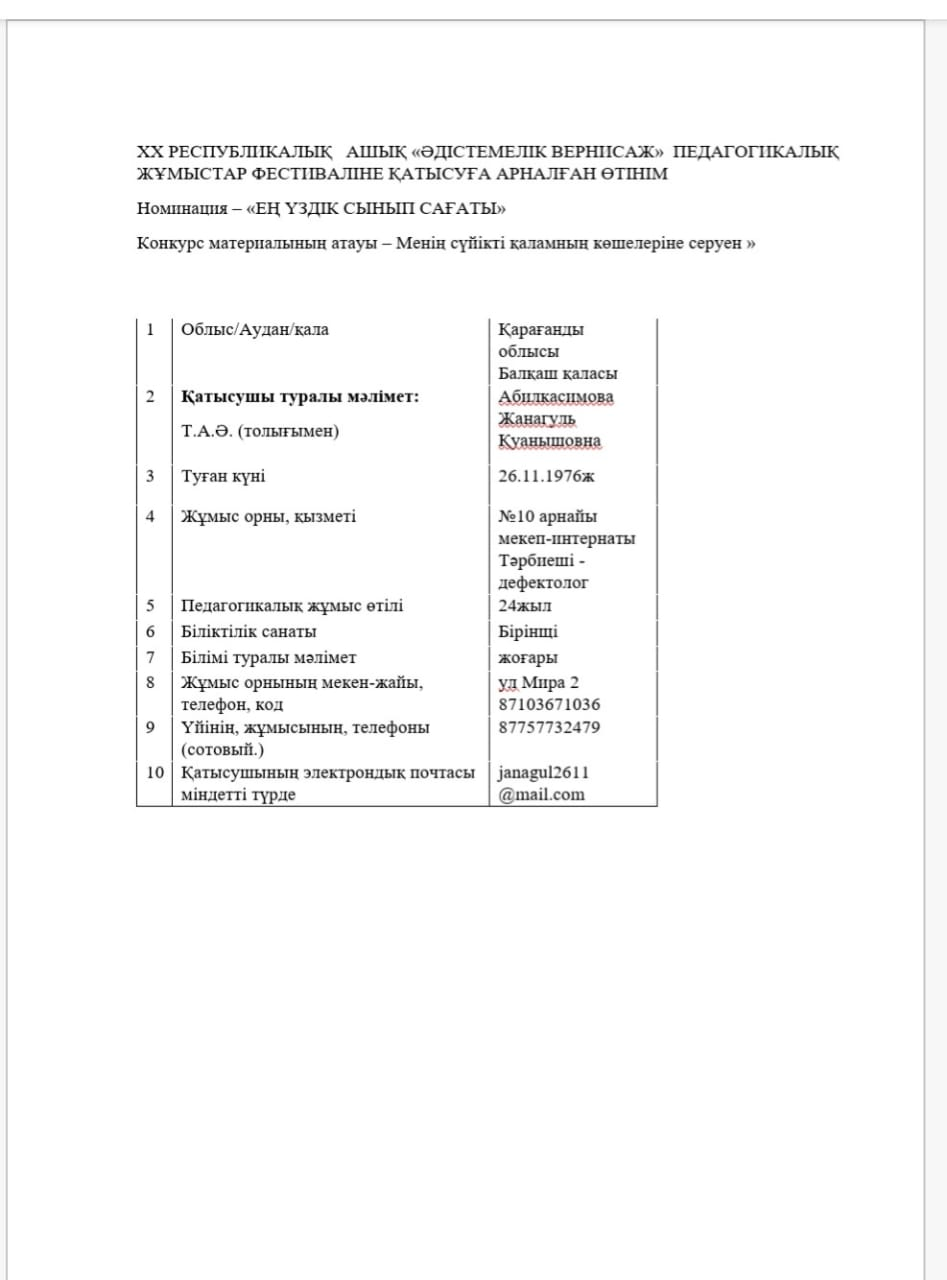 ХХ РЕСПУБЛИКАЛЫҚ АШЫҚ «ӘДІСТЕМЕЛІК ВЕРНИСАЖ» ПЕДАГОГИКАЛЫҚ
ЖҰМЫСТАР ФЕСТИВАЛІНЕ ҚАТЫСУҒА АРНАЛҒАН ӨТІНІМ
Номинация – «ЕҢ ҮЗДІК СЫНЫП САҒАТЫ»
Конкурс материалының атауы – Менің сүйікті қаламның көшелеріне серуен »
1 Облыс/Аудан/қала Қарағанды
облысы
Балқаш қаласы
2 Қатысушы туралы мәлімет: Абилкасимова
Жанагуль
Т.А.Ә. (толығымен)
Қуанышовна
3 Туған күні 26.11.1976ж
4 Жұмыс орны, қызметі №10 арнайы
мекеп-интернаты
Тәрбиеші -
дефектолог
5 Педагогикалық жұмыс өтілі 24жыл
6 Біліктілік санаты Бірінщі
7 Білімі туралы мәлімет жоғары
8 Жұмыс орнының мекен-жайы, ул Мира 2
телефон, код 87103671036
9 Үйінің, жұмысының, телефоны 87757732479
(сотовый.)
10 Қатысушының электрондық почтасы janagul2611
міндетті түрде @mail.com